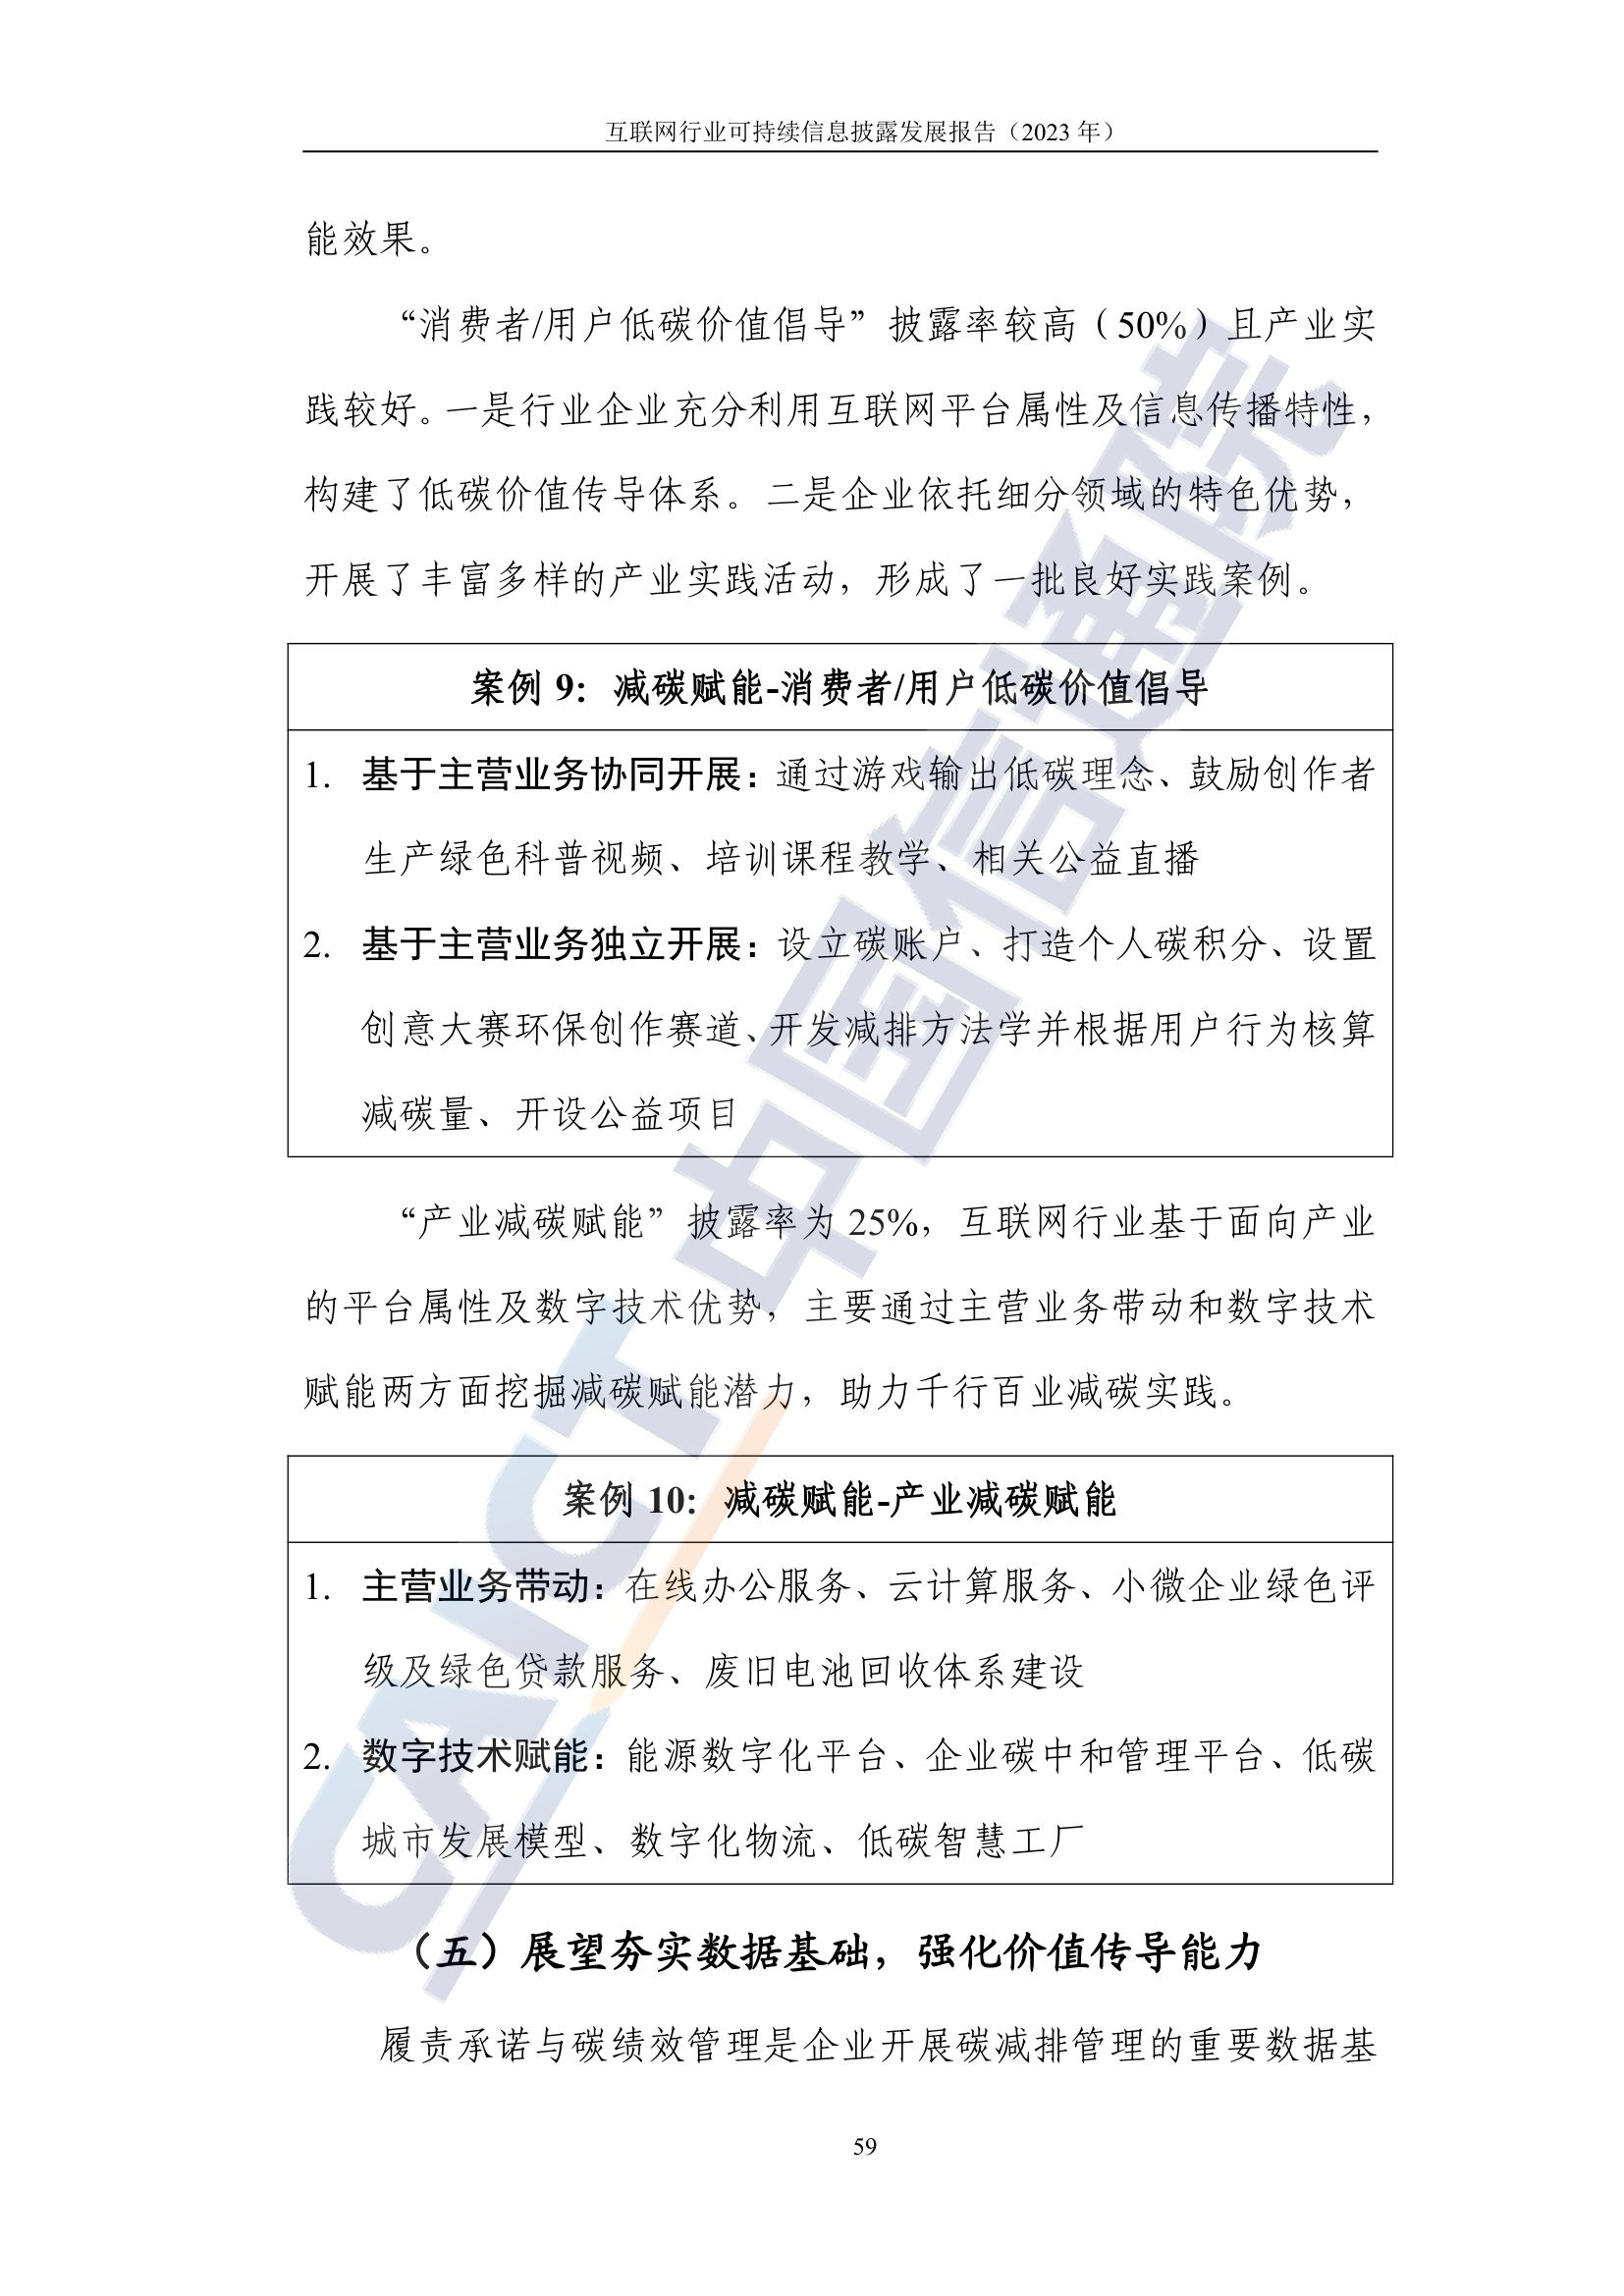 互联网行业可持续信息披露发展报告（2023 年）
能效果。
“消费者/用户低碳价值倡导”披露率较高（50%）且产业实
践较好。一是行业企业充分利用互联网平台属性及信息传播特性，
构建了低碳价值传导体系。二是企业依托细分领域的特色优势，
开展了丰富多样的产业实践活动，形成了一批良好实践案例。
案例 9：减碳赋能-消费者/用户低碳价值倡导
1. 基于主营业务协同开展：通过游戏输出低碳理念、鼓励创作者
生产绿色科普视频、培训课程教学、相关公益直播
2. 基于主营业务独立开展：设立碳账户、打造个人碳积分、设置
创意大赛环保创作赛道、开发减排方法学并根据用户行为核算
减碳量、开设公益项目
“产业减碳赋能”披露率为 25%，互联网行业基于面向产业
的平台属性及数字技术优势，主要通过主营业务带动和数字技术
赋能两方面挖掘减碳赋能潜力，助力千行百业减碳实践。
案例 10：减碳赋能-产业减碳赋能
1. 主营业务带动：在线办公服务、云计算服务、小微企业绿色评
级及绿色贷款服务、废旧电池回收体系建设
2. 数字技术赋能：能源数字化平台、企业碳中和管理平台、低碳
城市发展模型、数字化物流、低碳智慧工厂
（五）展望夯实数据基础，强化价值传导能力
履责承诺与碳绩效管理是企业开展碳减排管理的重要数据基
59
CAICT 中国信通院